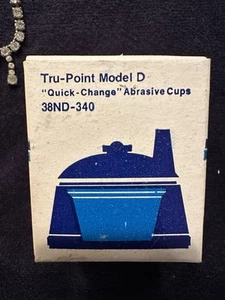 Tru-Point Model D
"Quick-Change" Abrasive Cups
38ND-340